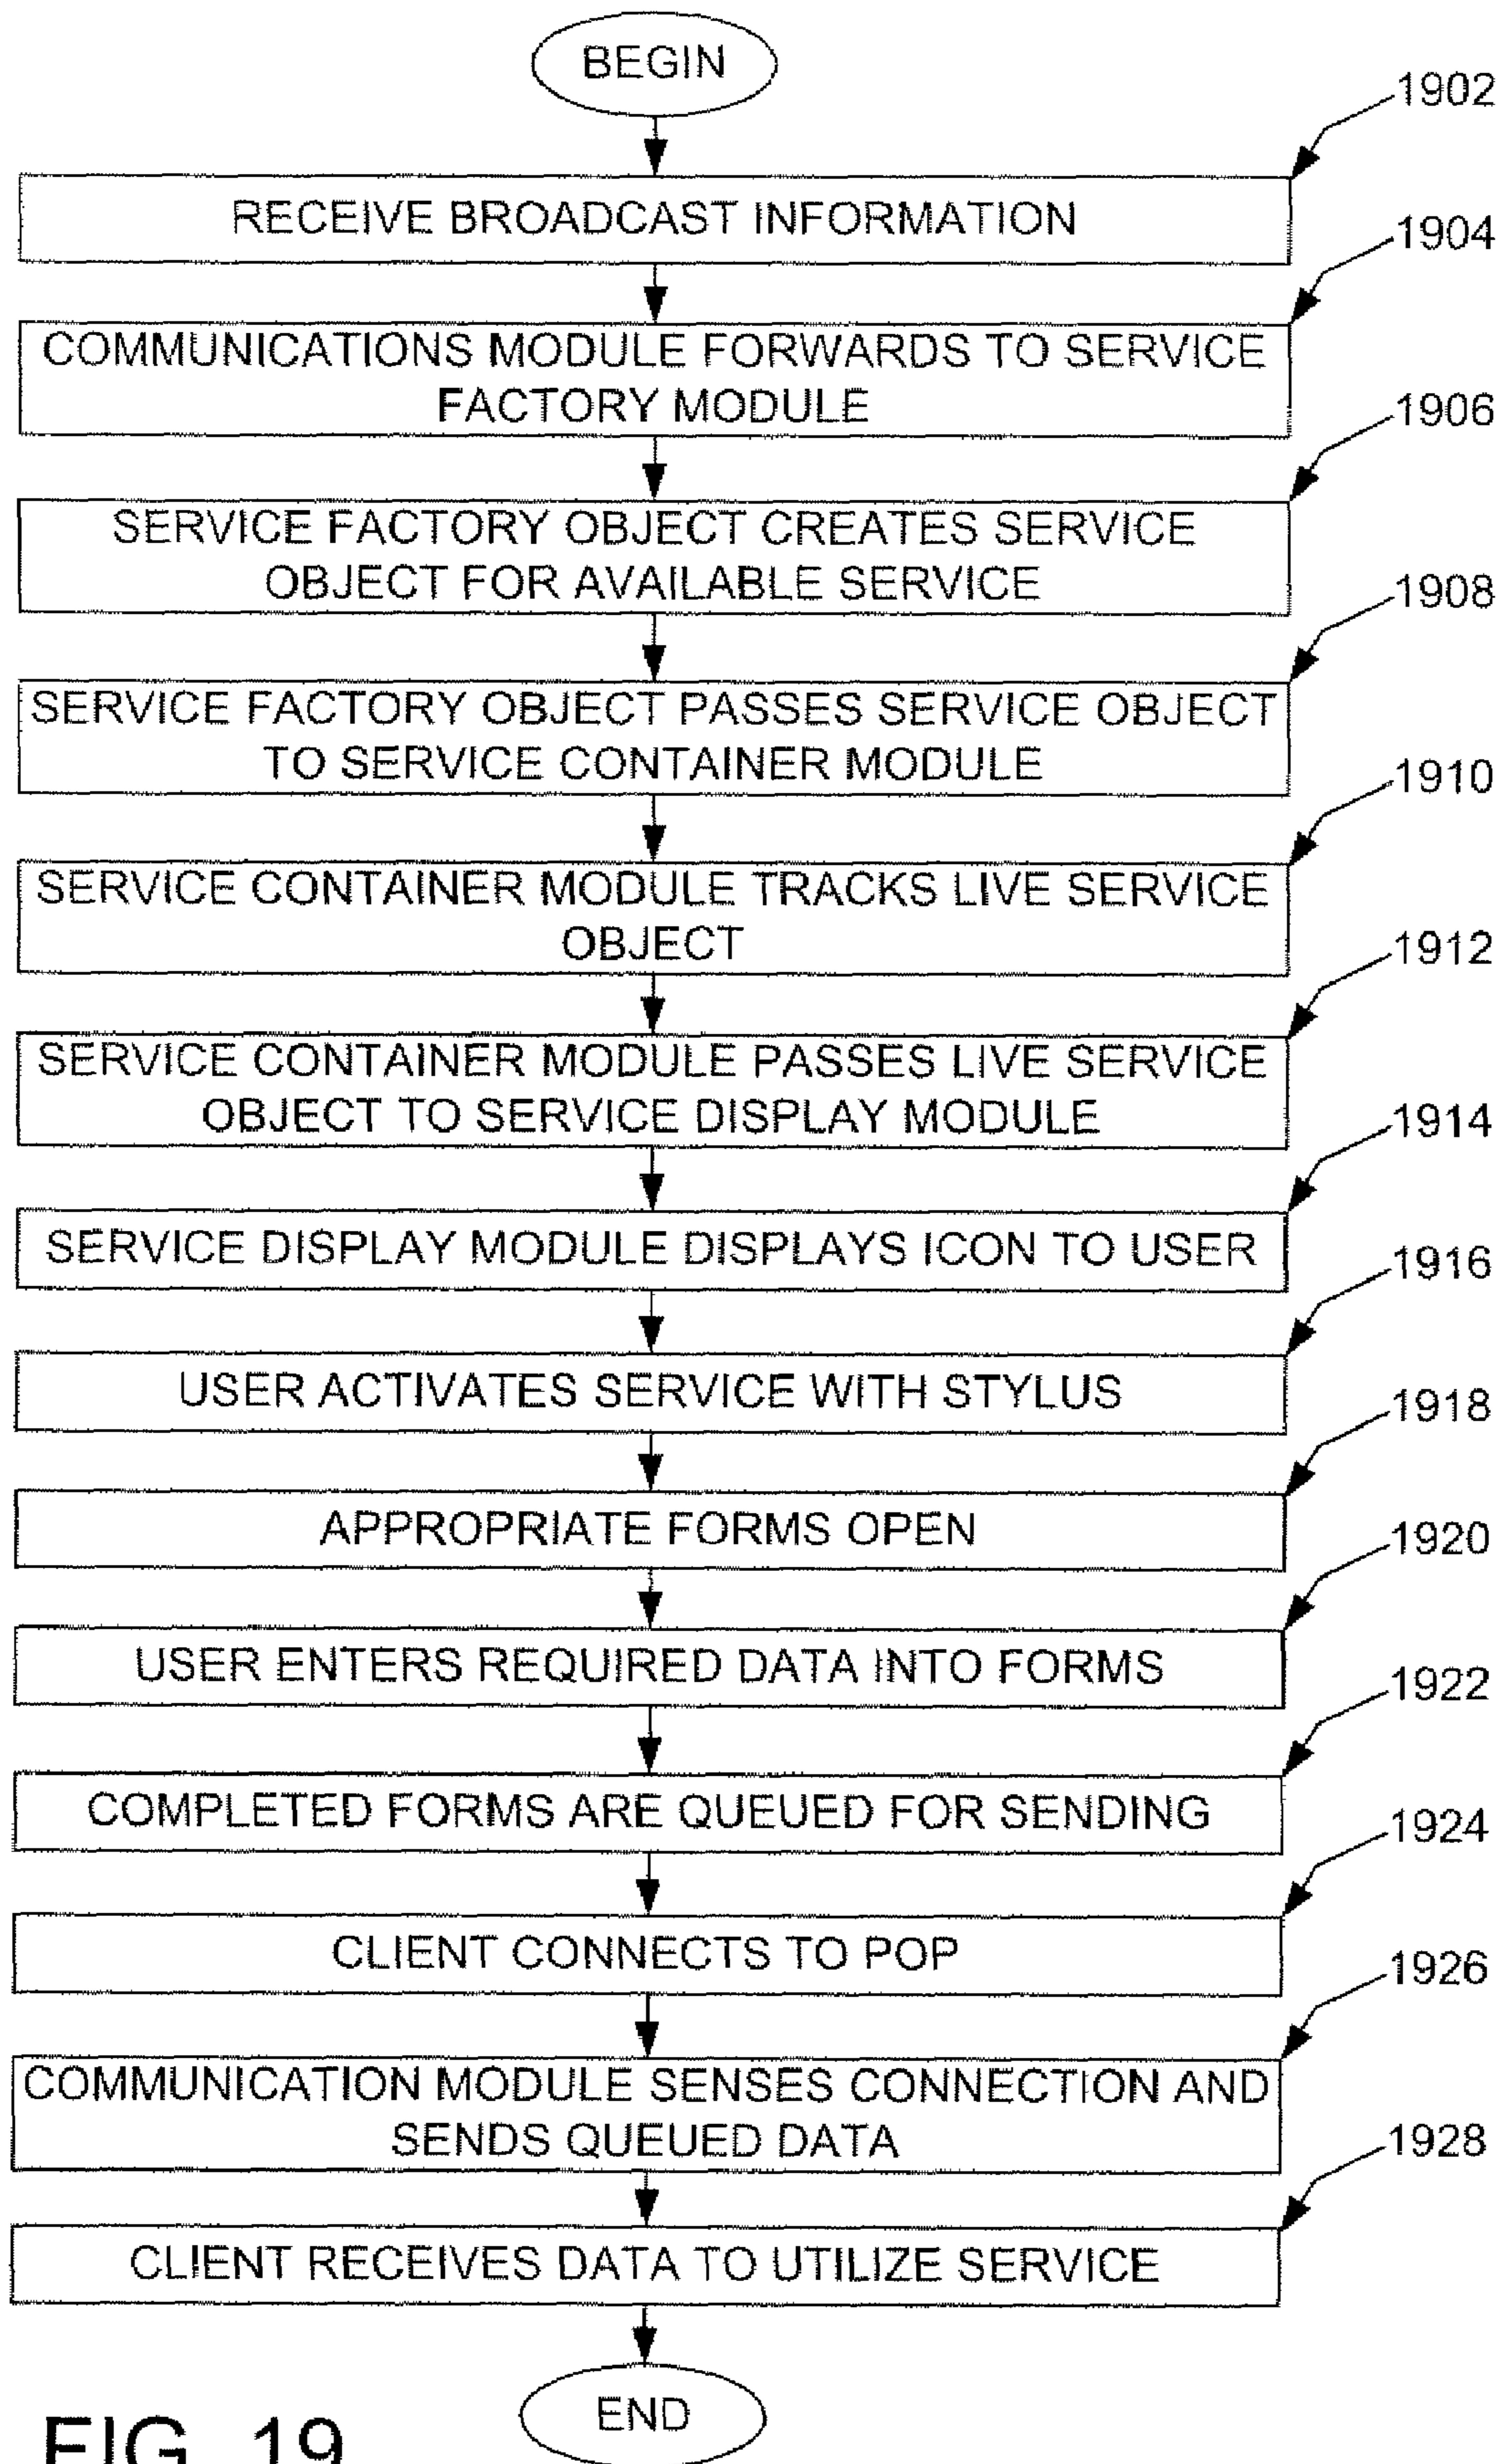 BEGIN
1902
RECEIVE BROADCAST INFORMATION
1904
COMMUNICATIONS MODULE FORWARDS TO SERVICE
FACTORY MODULE
1906
SERVICE FACTORY OBJECT CREATES SERVICE
OBJECT FOR AVAILABLE SERVICE
1908
SERVICE FACTORY OBJECT PASSES SERVICE OBJECT
TO SERVICE CONTAINER MODULE
1910
SERVICE CONTAINER MODULE TRACKS LIVE SERVICE
OBJECT
1912
SERVICE CONTAINER MODULE PASSES LIVE SERVICE
OBJECT TO SERVICE DISPLAY MODULE
1914
SERVICE DISPLAY MODULE DISPLAYS ICON TO USER
1916
USER ACTIVATES SERVICE WITH STYLUS
1918
APPROPRIATE FORMS OPEN
1920
USER ENTERS REQUIRED DATA INTO FORMS
1922
COMPLETED FORMS ARE QUEUED FOR SENDING
1924
CLIENT CONNECTS TO POP
1926
COMMUNICATION MODULE SENSES CONNECTION AND
SENDS QUEUED DATA
1928
CLIENT RECEIVES DATA TO UTILIZE SERVICE
END
FIG. 19